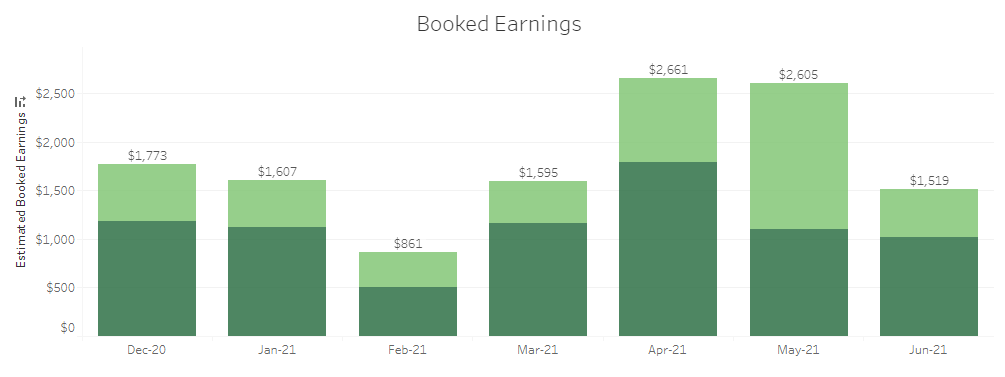 Booked Earnings
Estimated Booked Earnings
$2,500
$2,000
$1,500
$1,000
$500
$0
$1,773
$1,607
$861
$1,595
$2,661
$2,605
$1,519
Dec-20
Jan-21
Feb-21
Mar-21
Apr-21
May-21
Jun-21